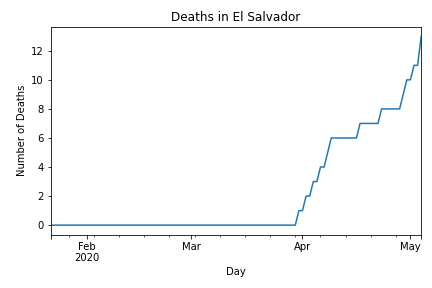 Deaths in El Salvador
12
10
8
6
4
2
0
Number of Deaths
Feb
2020
Mar
Apr
May
Day